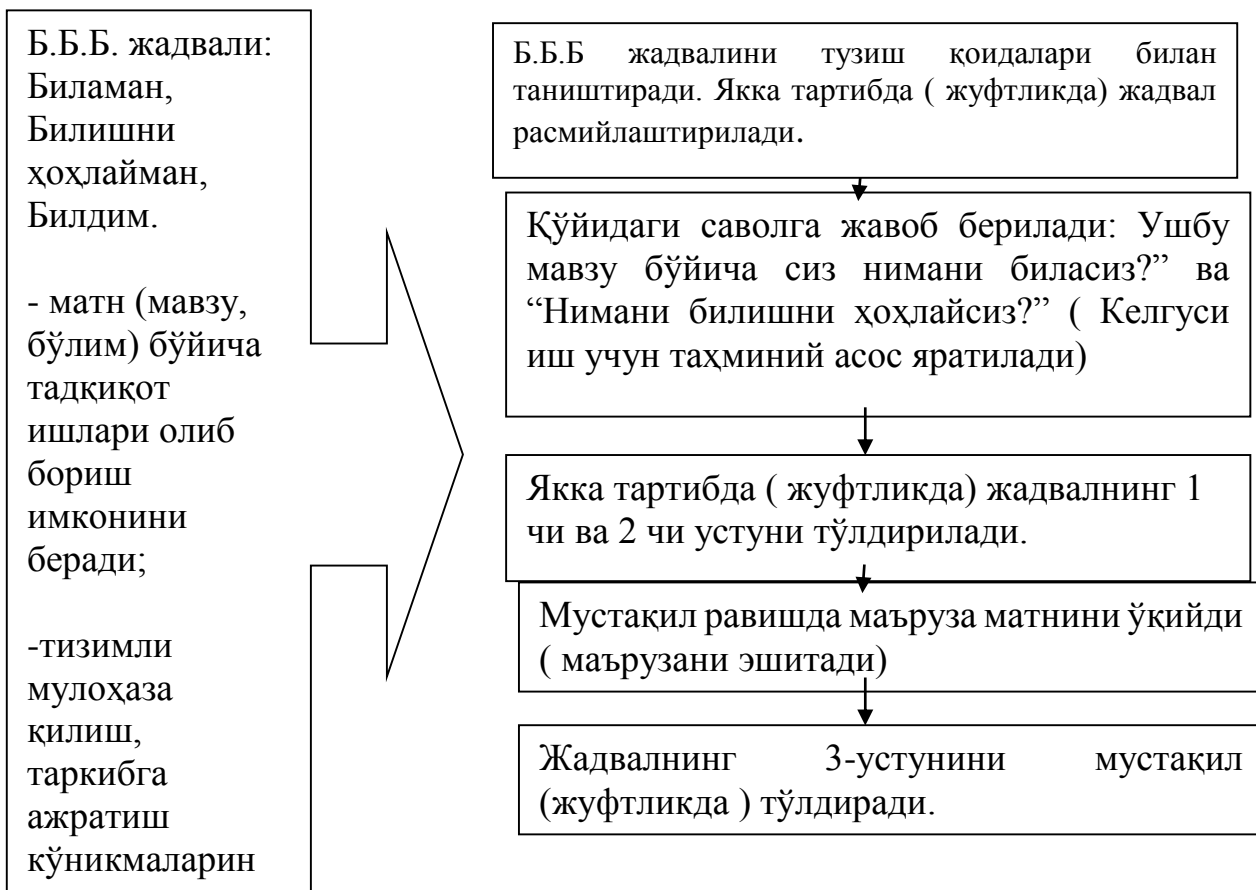 Б.Б.Б. жадвали:
Биламан,
Билишни
ҳоҳлайман,
Билдим.
- матн (мавзу,
бўлим) бўйича
тадқиқот
ишлари олиб
бориш
имконини
беради;
-тизимли
мулоҳаза
қилиш,
таркибга
ажратиш
кўникмаларин
Б.Б.Б жадвалини тузиш қоидалари билан
таништиради. Якка тартибда ( жуфтликда) жадвал
расмийлаштирилади.
Қўйидаги саволга жавоб берилади: Ушбу
мавзу бўйича сиз нимани биласиз?” ва
“Нимани билишни ҳоҳлайсиз?” ( Келгуси
иш учун таҳминий асос яратилади)
Якка тартибда ( жуфтликда) жадвалнинг 1
чи ва 2 чи устуни тўлдирилади.
Мустақил равишда маъруза матнини ўқийди
( маърузани эшитади)
Жадвалнинг 3-устунини мустақил
(жуфтликда ) тўлдиради.